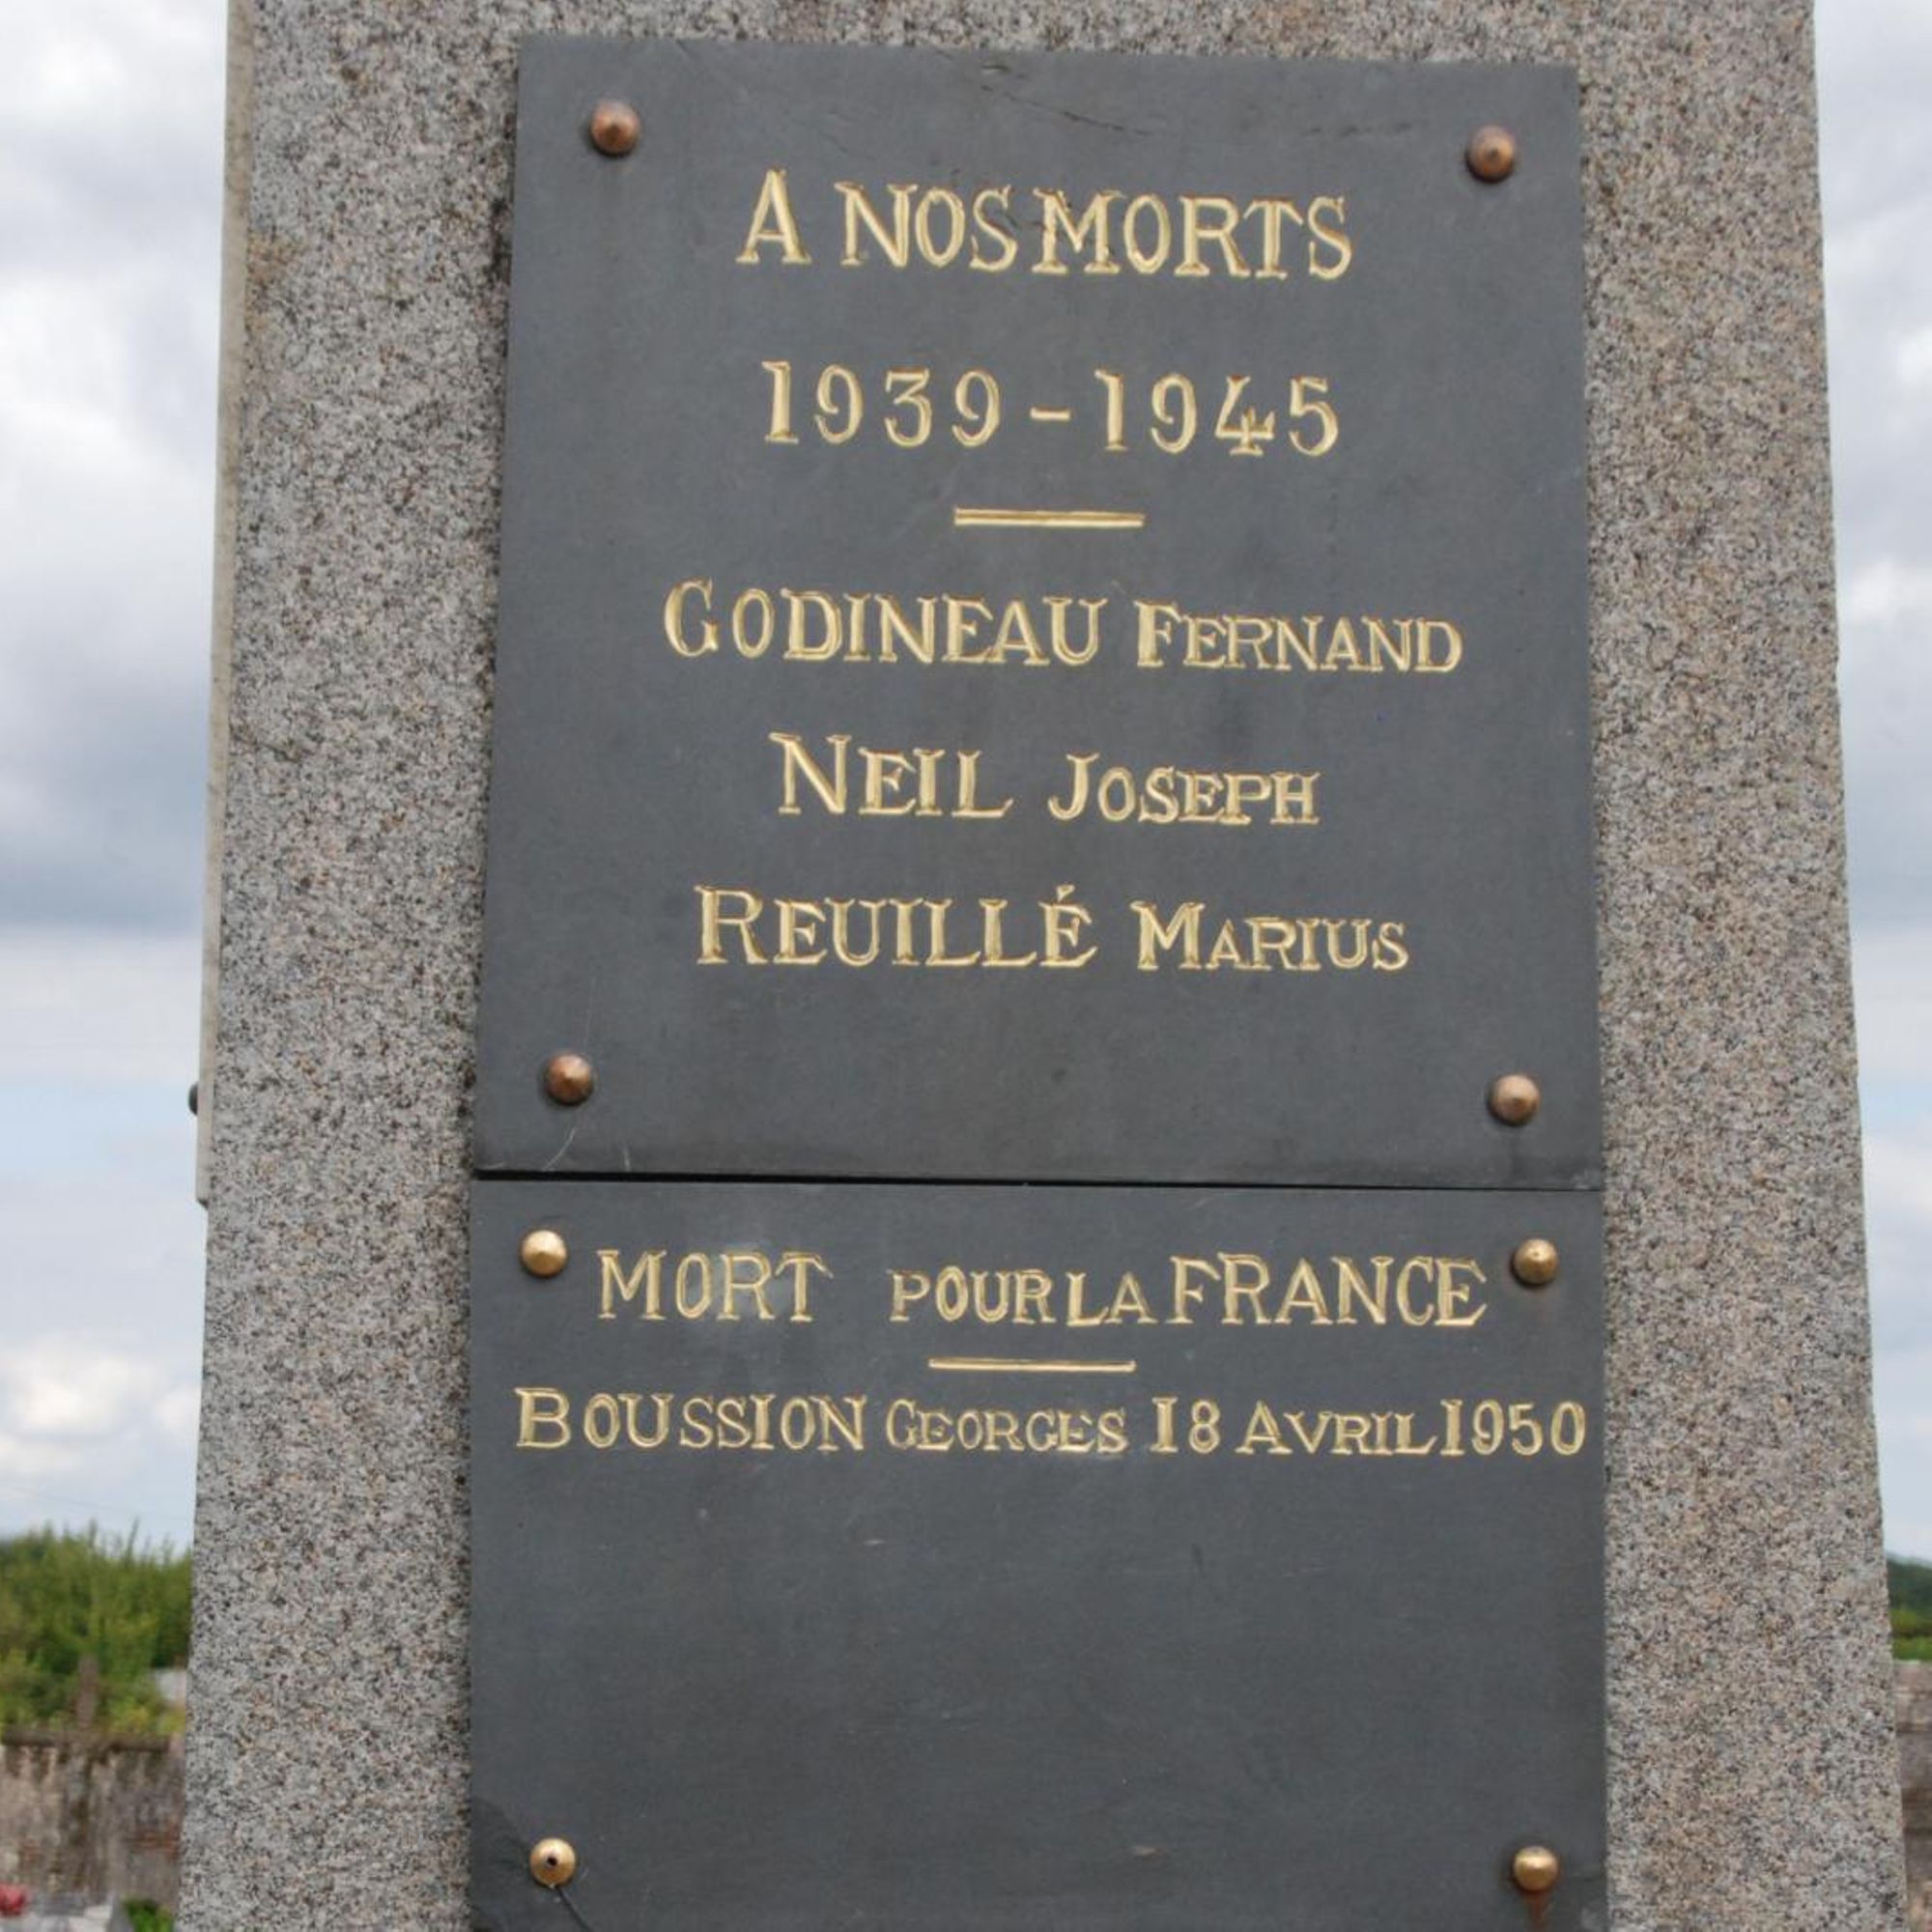 A NOS MORTS
1939-1945
GODINEAU FERNAND
NEIL JOSEPH
REUILLÉ MARIUS
MORT POUR LA FRANCE
BOUSSION GEORGES 18 AVRIL 1950